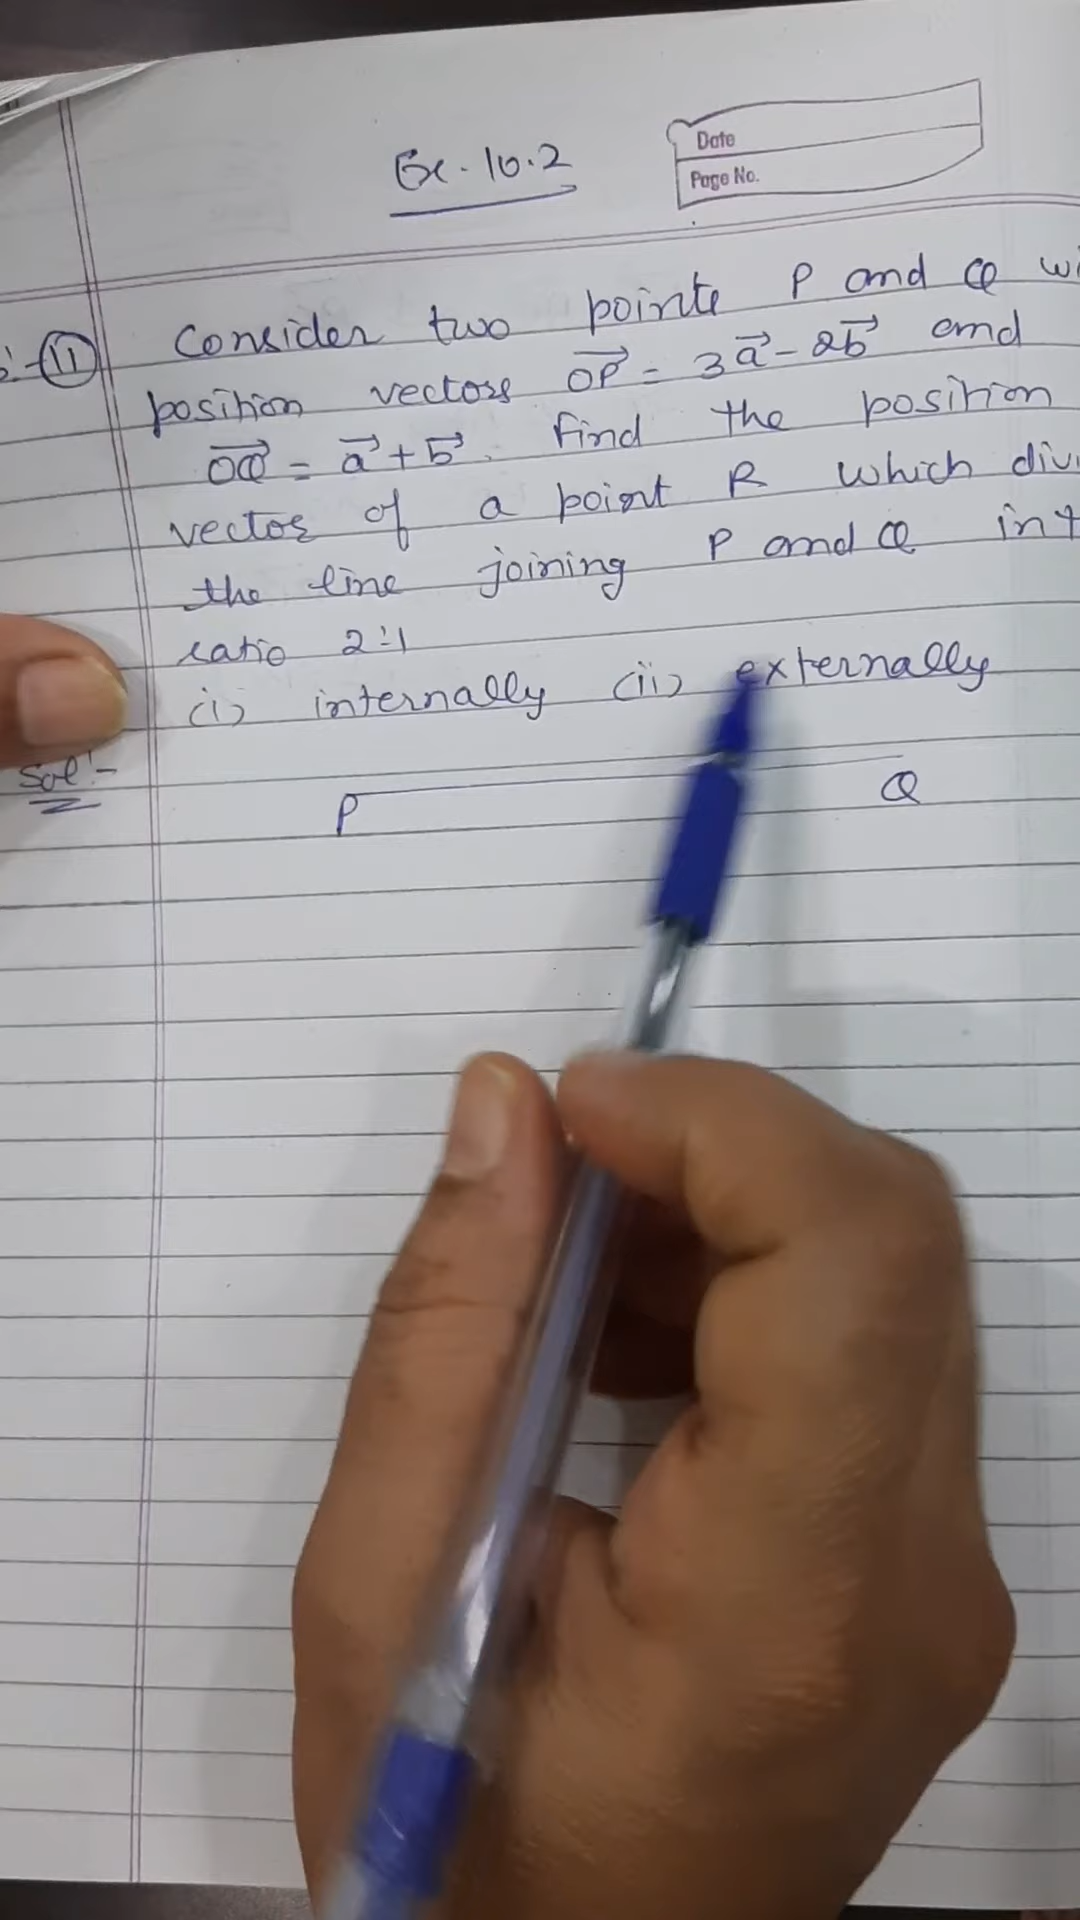 Ex. 10.2
Date
Page No.
11 Consider two points P and Q
position vectors OP⃗ = 3a⃗ - 2b⃗ and
OQ⃗ = a⃗ + b⃗. find the position
vector of a point R which
the line joining P and Q
ratio 2:1
(i) internally (ii) externally
Sol:-
P Q